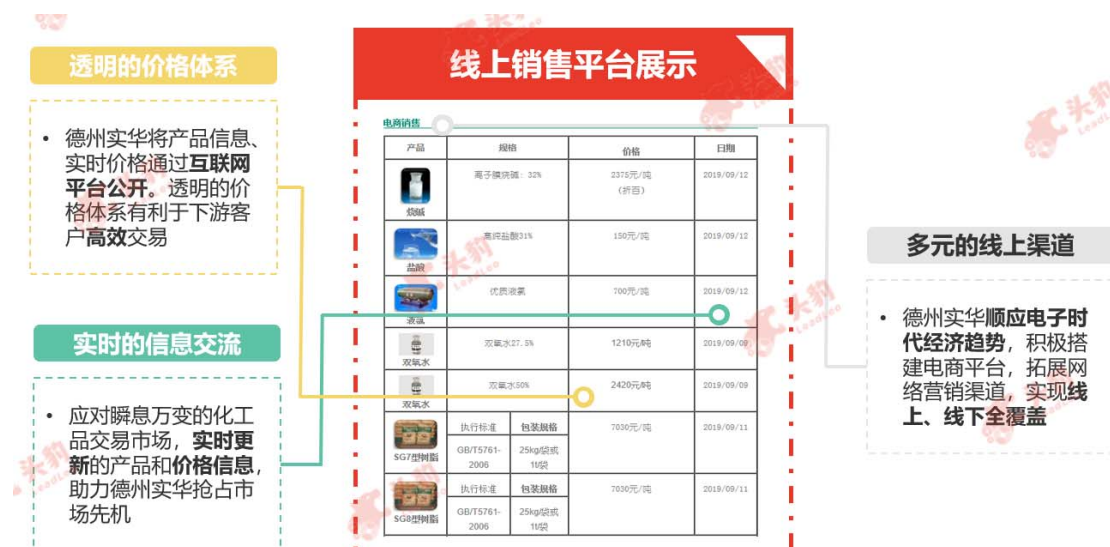 线上销售平台展示
透明的价格体系
• 德州实华将产品信息、
实时价格通过互联网
平台公开。透明的价
格体系有利于下游客
户高效交易
实时的信息交流
• 应对瞬息万变的化工
品交易市场，实时更
新的产品和价格信息，
助力德州实华抢占市
场先机
电商销售
产品 规格 价格 日期
离子膜烧碱：32% 2375元/吨 2019/09/12
（折百）
烧碱
高纯盐酸31% 150元/吨 2019/09/12
盐酸
优质液氯 700元/吨 2019/09/12
液氯
双氧水27.5% 1210元/吨 2019/09/09
双氧水
双氧水50% 2420元/吨 2019/09/09
双氧水
执行标准 包装规格 7030元/吨 2019/09/11
SG7型树脂
GB/T5761-2006 25kg/袋或1t/袋
执行标准 包装规格 7030元/吨 2019/09/11
SG8型树脂
GB/T5761-2006 25kg/袋或1t/袋
多元的线上渠道
• 德州实华顺应电子时
代经济趋势，积极搭
建电商平台，拓展网
络营销渠道，实现线
上、线下全覆盖
头豹
LeadLeo